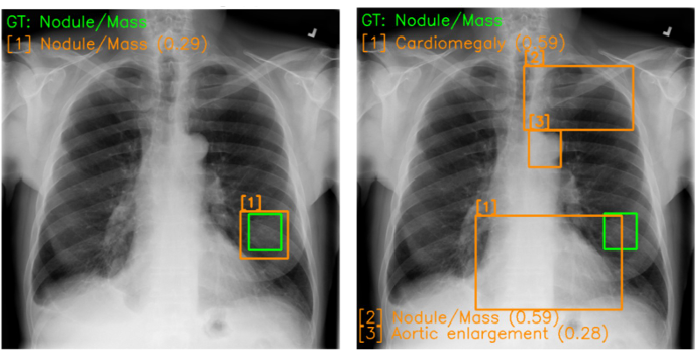 GT: Nodule/Mass
[1] Nodule/Mass (0.29)
[1]
GT: Nodule/Mass
[1] Cardiomegaly (0.59)
[2]
[3]
[1]
[2] Nodule/Mass (0.59)
[3] Aortic enlargement (0.28)